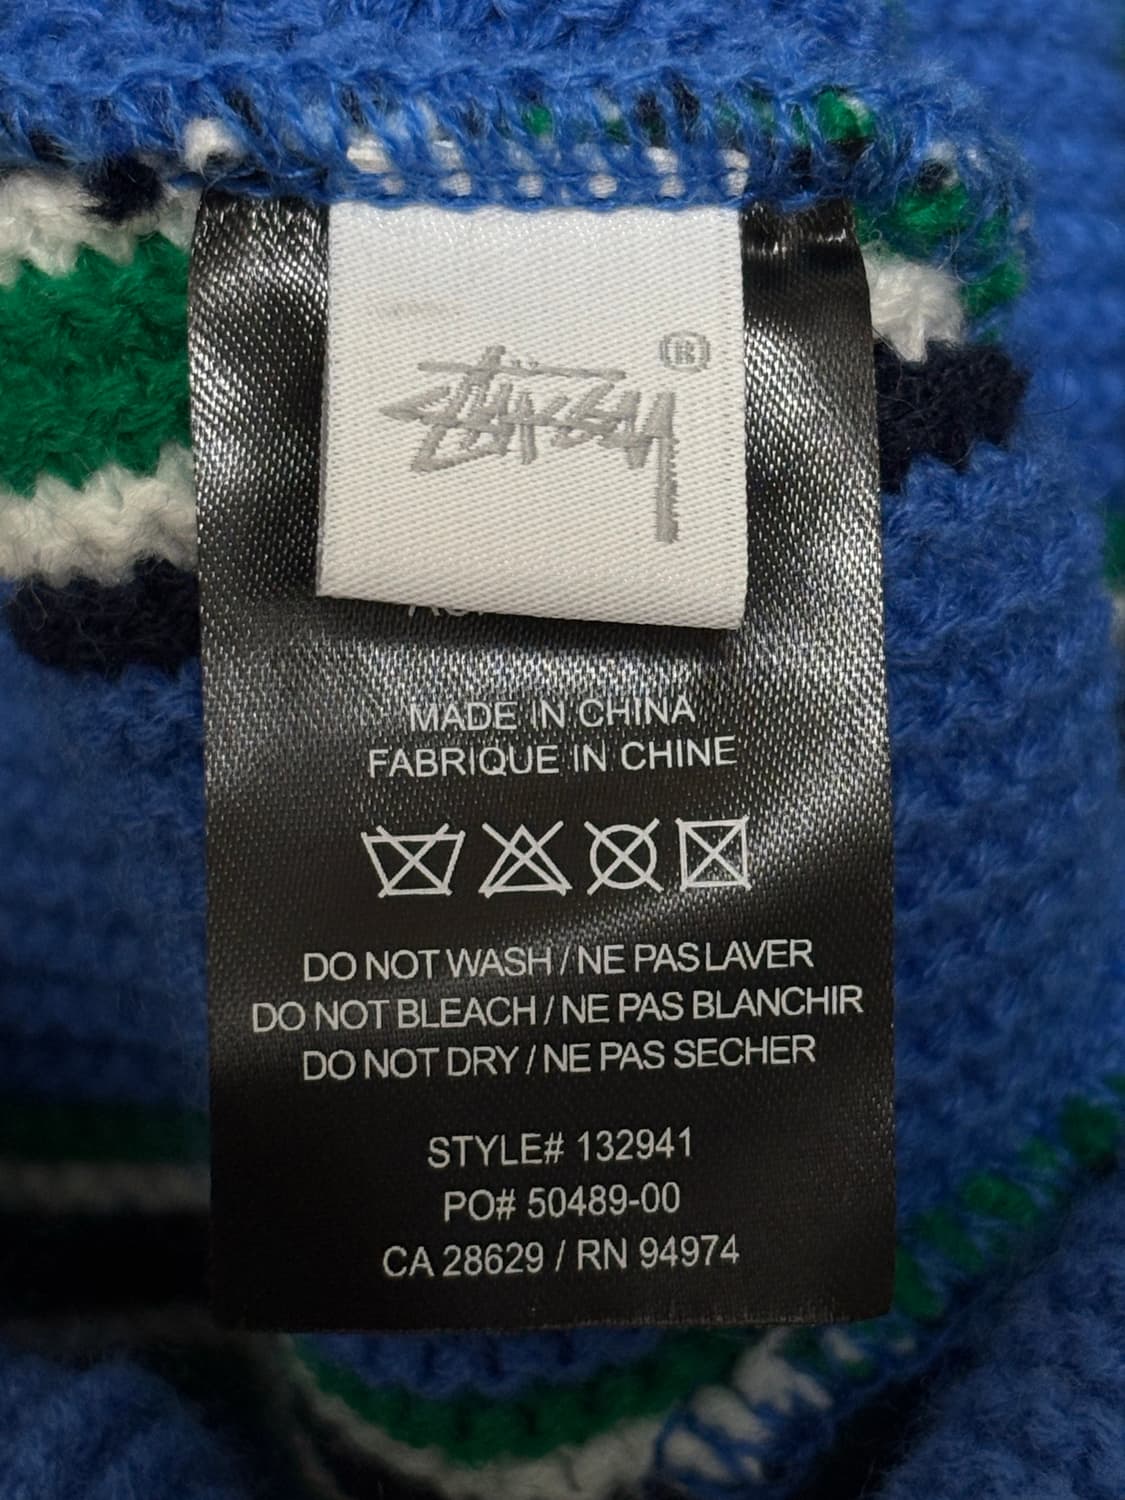 STÜSSY ®
MADE IN CHINA
FABRIQUE IN CHINE
DO NOT WASH / NE PAS LAVER
DO NOT BLEACH / NE PAS BLANCHIR
DO NOT DRY / NE PAS SECHER
STYLE# 132941
PO# 50489-00
CA 28629 / RN 94974